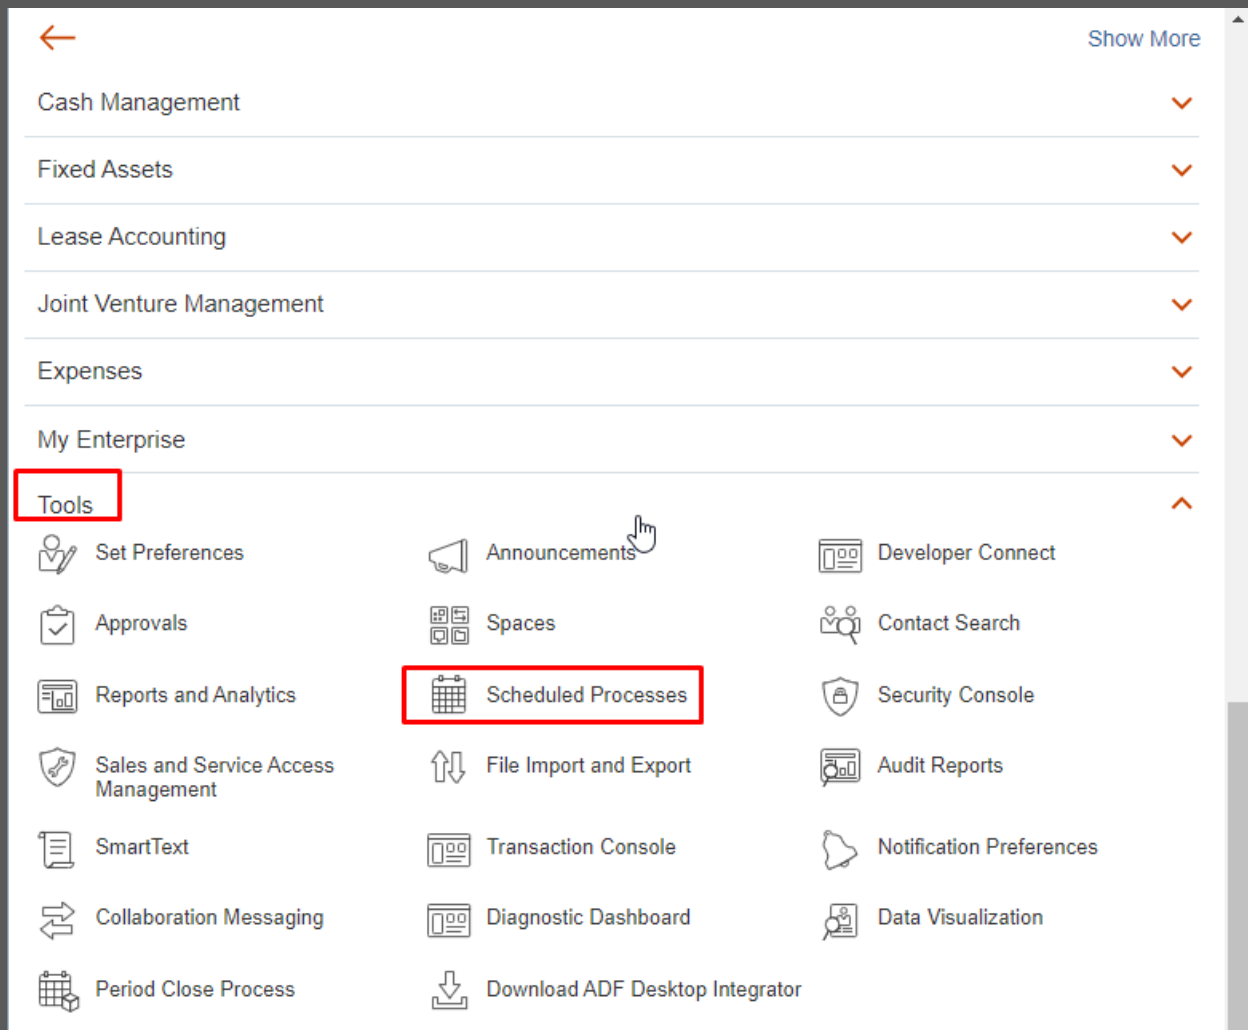 Show More
Cash Management
Fixed Assets
Lease Accounting
Joint Venture Management
Expenses
My Enterprise
Tools
Set Preferences
Announcements
Developer Connect
Approvals
Spaces
Contact Search
Reports and Analytics
Scheduled Processes
Security Console
Sales and Service Access
Management
File Import and Export
Audit Reports
SmartText
Transaction Console
Notification Preferences
Collaboration Messaging
Diagnostic Dashboard
Data Visualization
Period Close Process
Download ADF Desktop Integrator